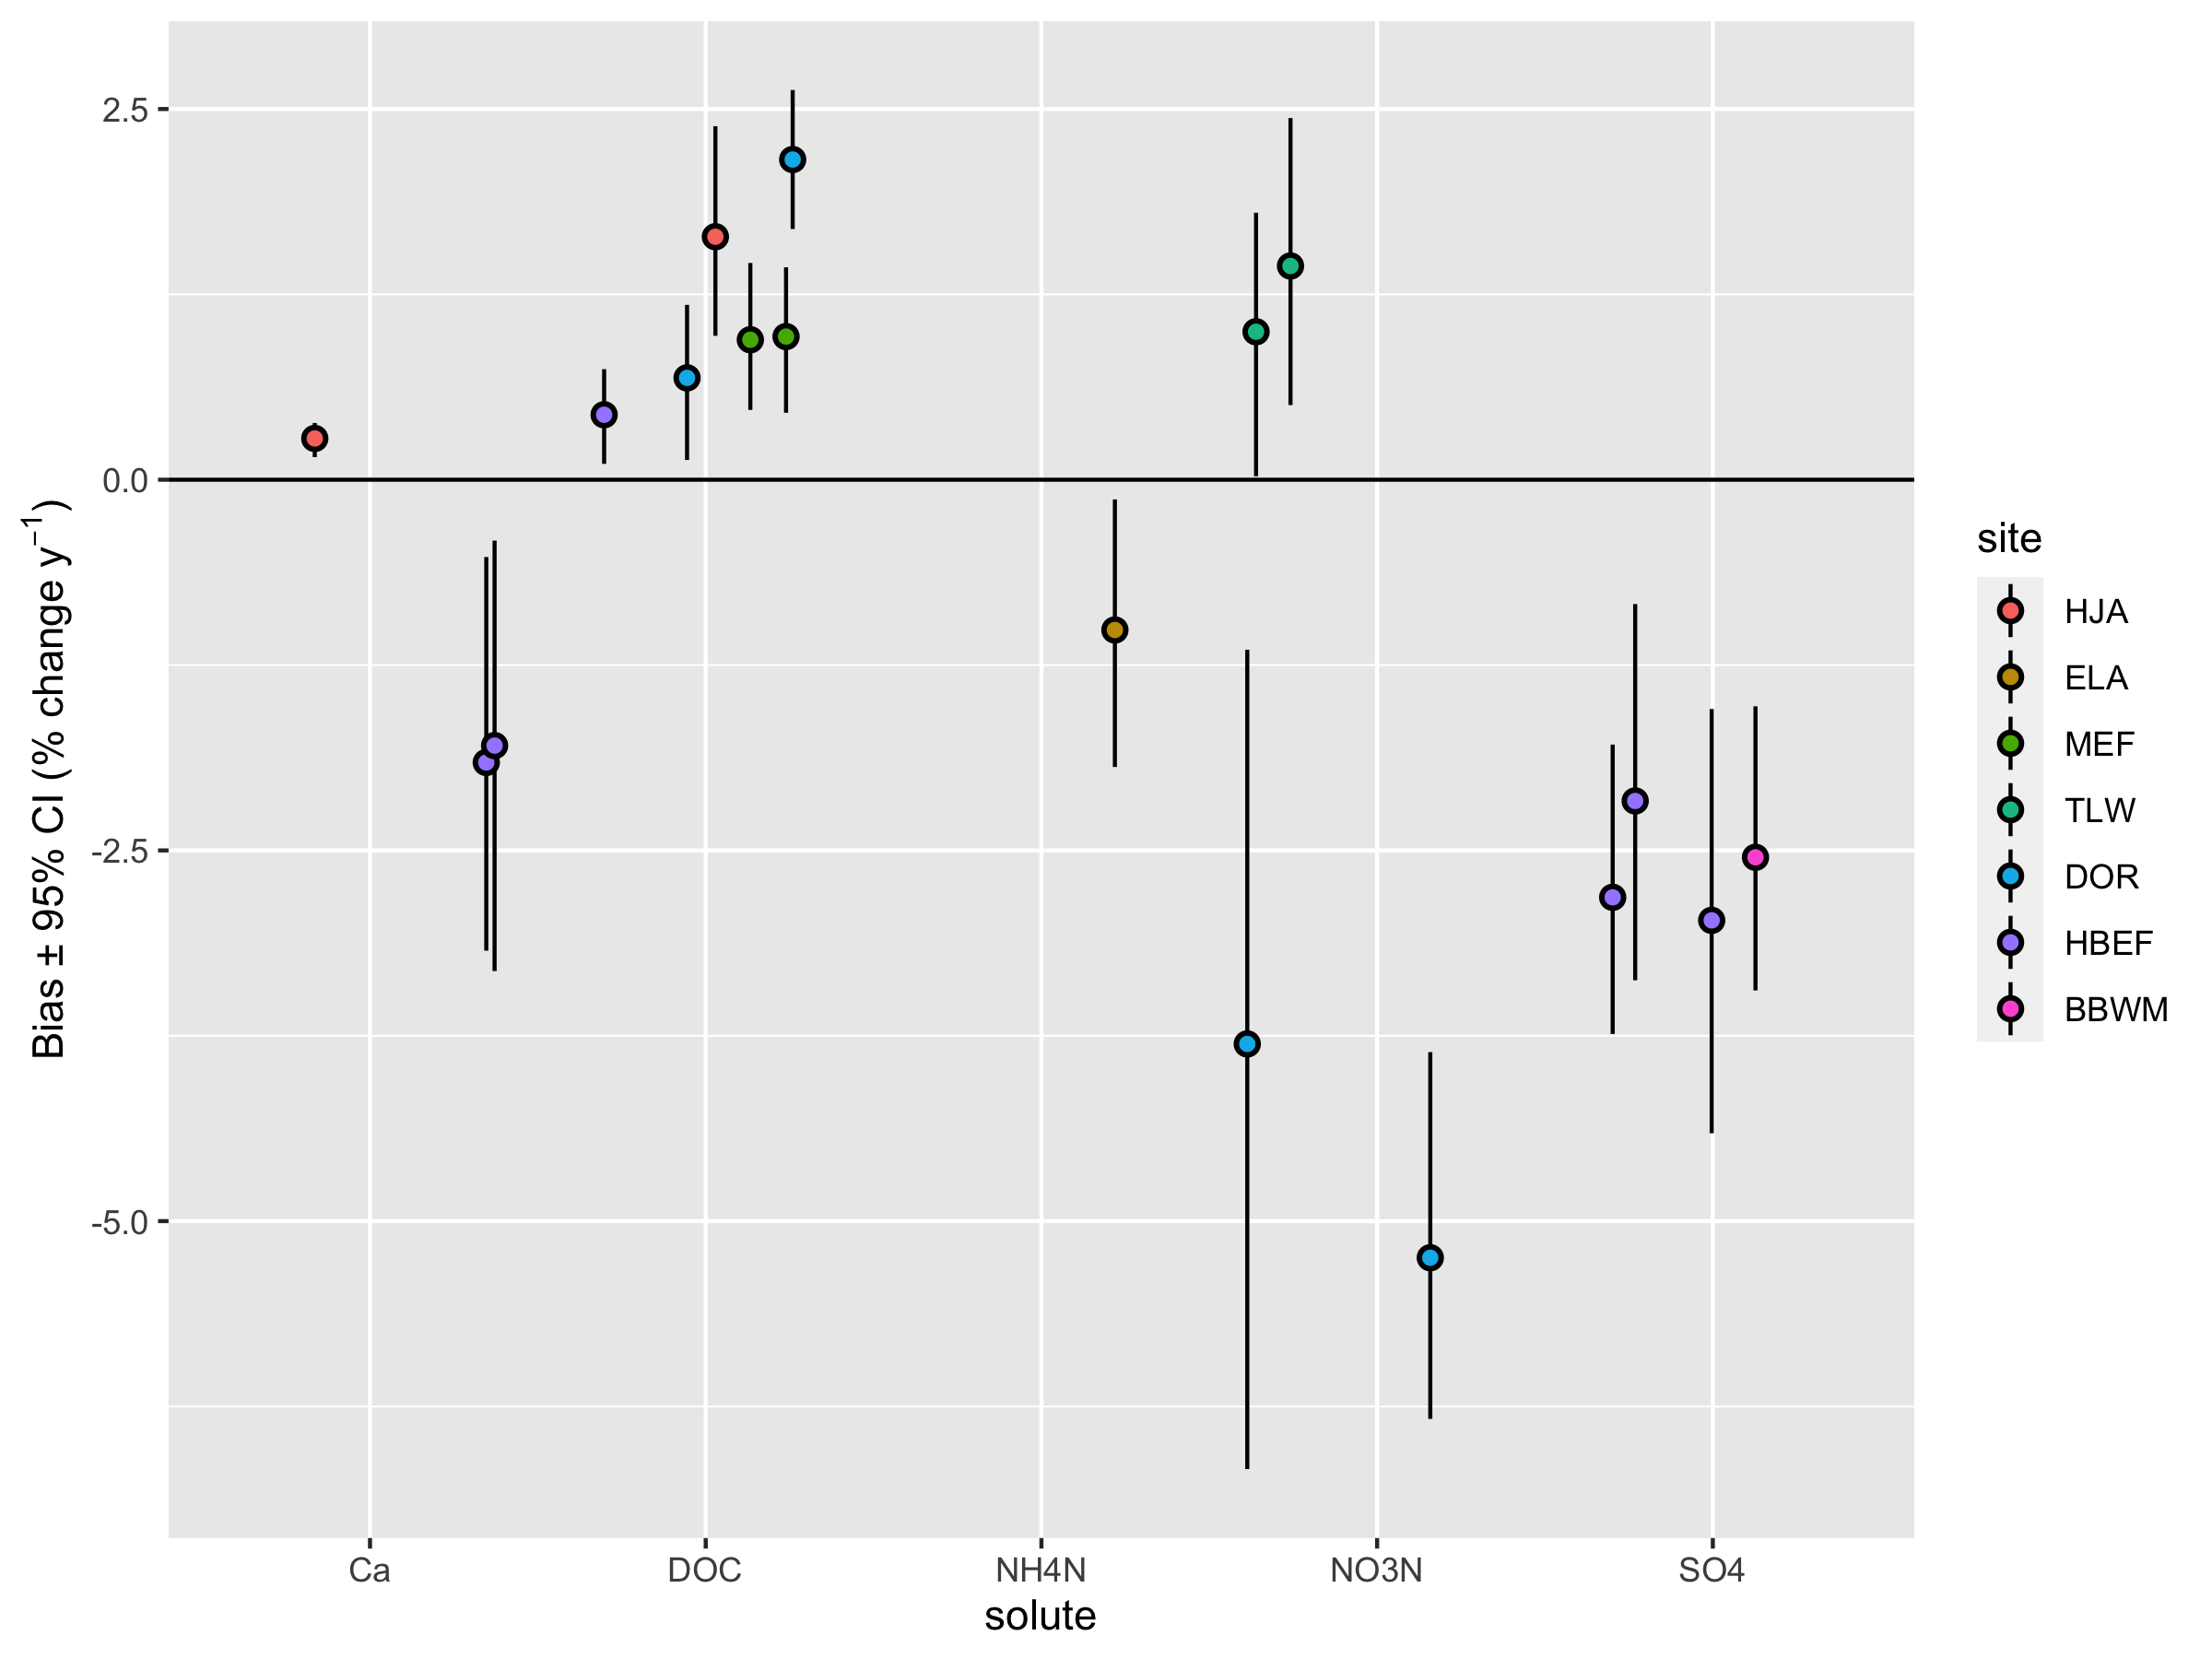 2.5
0.0
-2.5
-5.0
Bias ± 95% CI (% change y⁻¹)
Ca
DOC
NH4N
NO3N
SO4
solute
site
HJA
ELA
MEF
TLW
DOR
HBEF
BBWM